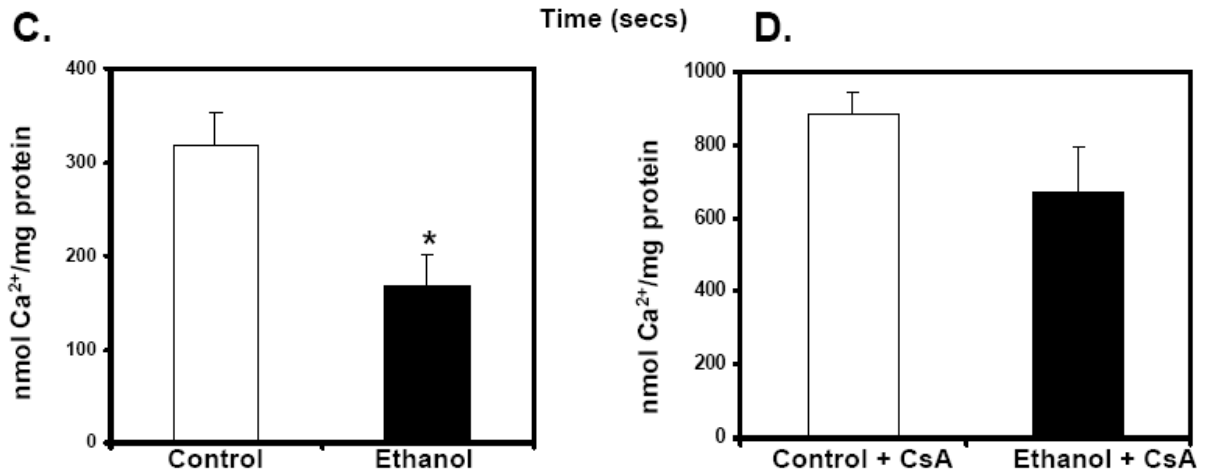 Time (secs)
C.
nmol Ca²⁺/mg protein
400
300
200
100
0
*
Control
Ethanol
D.
nmol Ca²⁺/mg protein
1000
800
600
400
200
0
Control + CsA
Ethanol + CsA